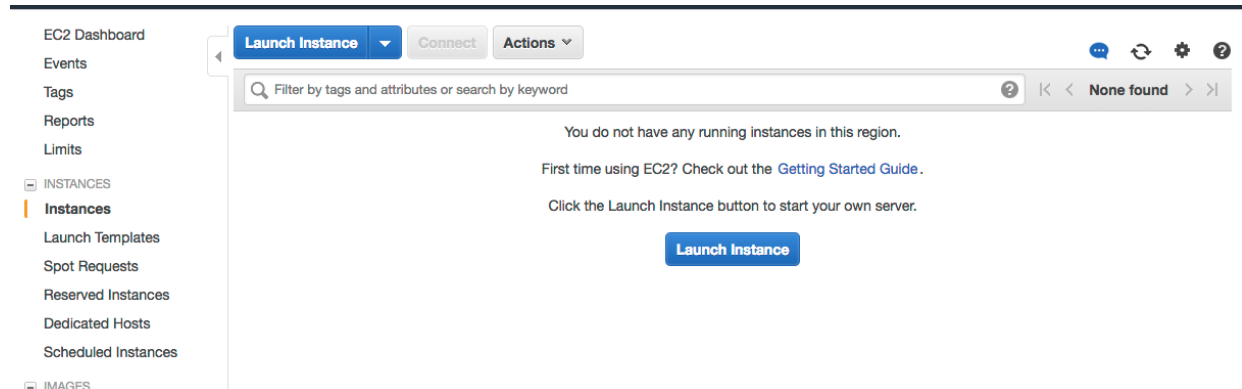 EC2 Dashboard
Events
Tags
Reports
Limits
INSTANCES
Instances
Launch Templates
Spot Requests
Reserved Instances
Dedicated Hosts
Scheduled Instances
IMAGES
Launch Instance Connect Actions
Filter by tags and attributes or search by keyword
None found
You do not have any running instances in this region.
First time using EC2? Check out the Getting Started Guide.
Click the Launch Instance button to start your own server.
Launch Instance